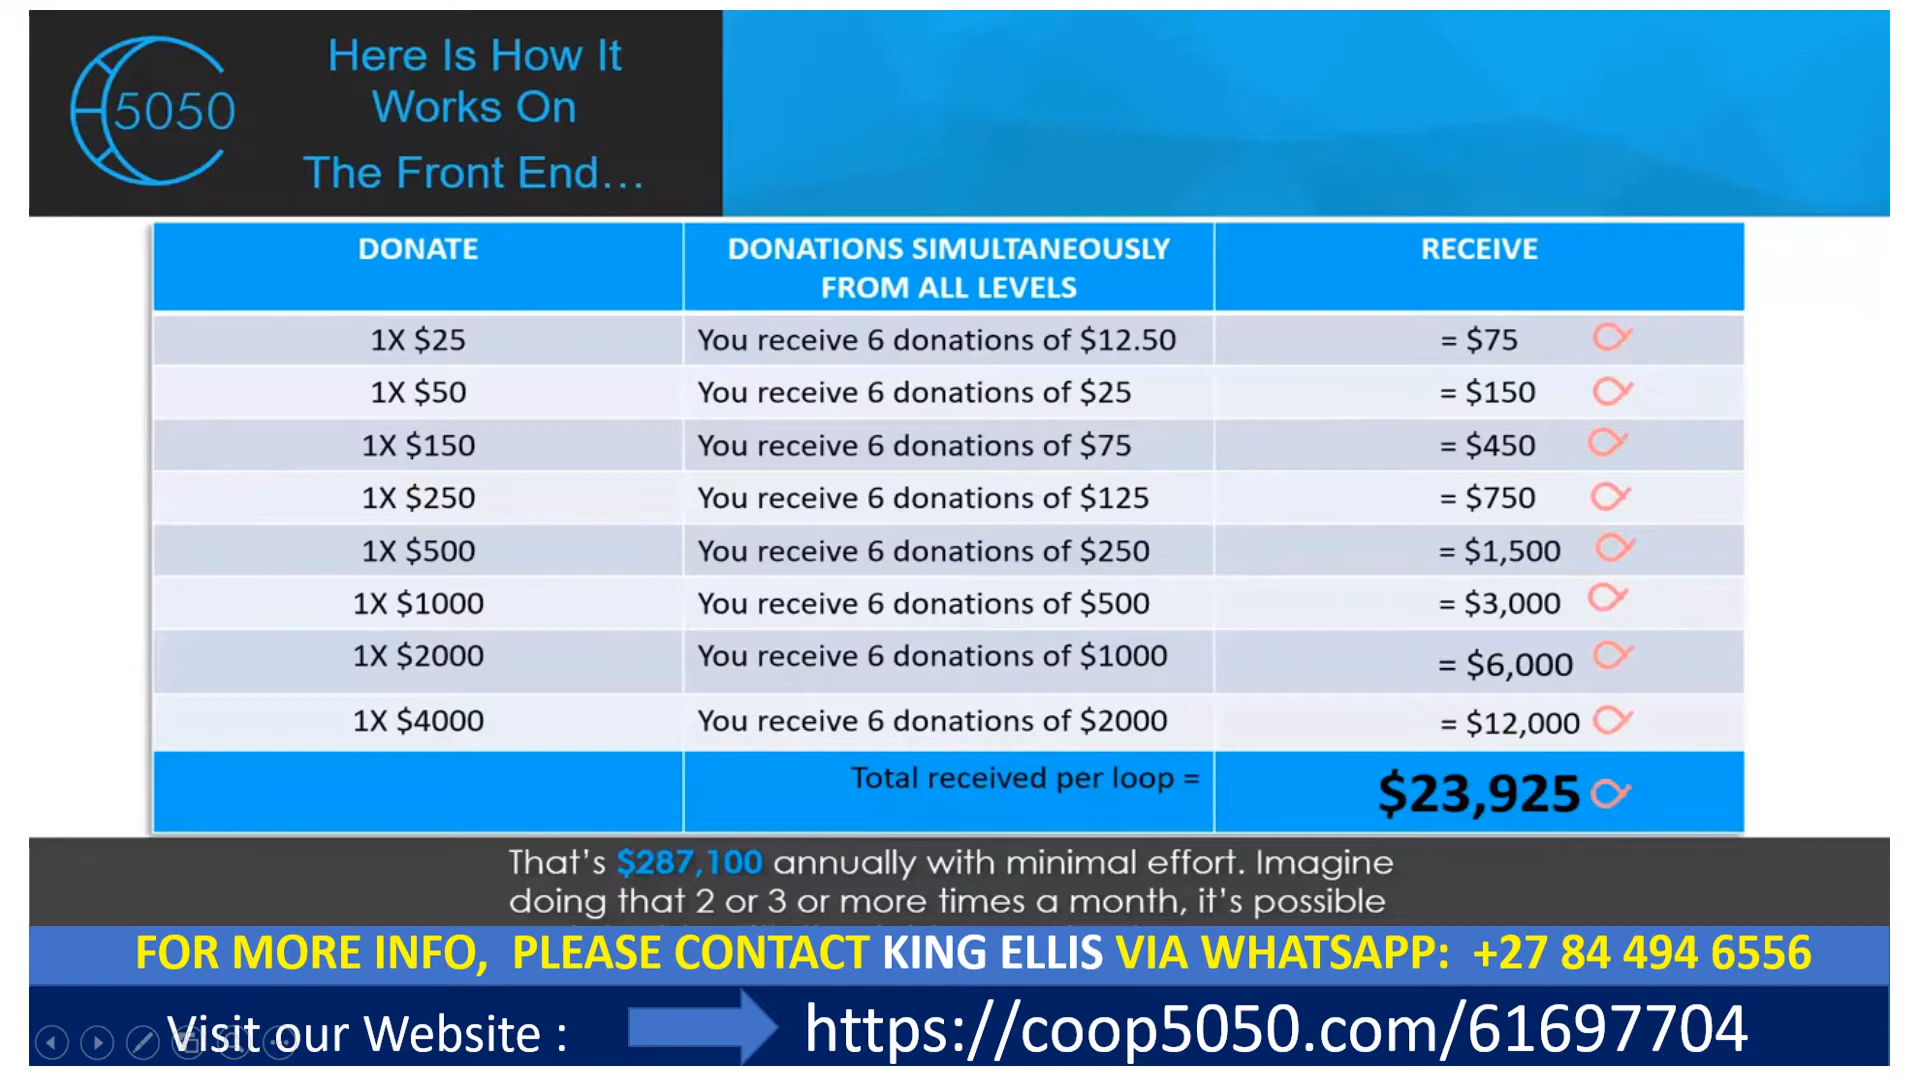 5050
Here Is How It
Works On
The Front End...
DONATE
DONATIONS SIMULTANEOUSLY
FROM ALL LEVELS
RECEIVE
1X $25 You receive 6 donations of $12.50 = $75
1X $50 You receive 6 donations of $25 = $150
1X $150 You receive 6 donations of $75 = $450
1X $250 You receive 6 donations of $125 = $750
1X $500 You receive 6 donations of $250 = $1,500
1X $1000 You receive 6 donations of $500 = $3,000
1X $2000 You receive 6 donations of $1000 = $6,000
1X $4000 You receive 6 donations of $2000 = $12,000
Total received per loop = $23,925
That's $287,100 annually with minimal effort. Imagine
doing that 2 or 3 or more times a month, it's possible
FOR MORE INFO, PLEASE CONTACT KING ELLIS VIA WHATSAPP: +27 84 494 6556
Visit our Website : https://coop5050.com/61697704